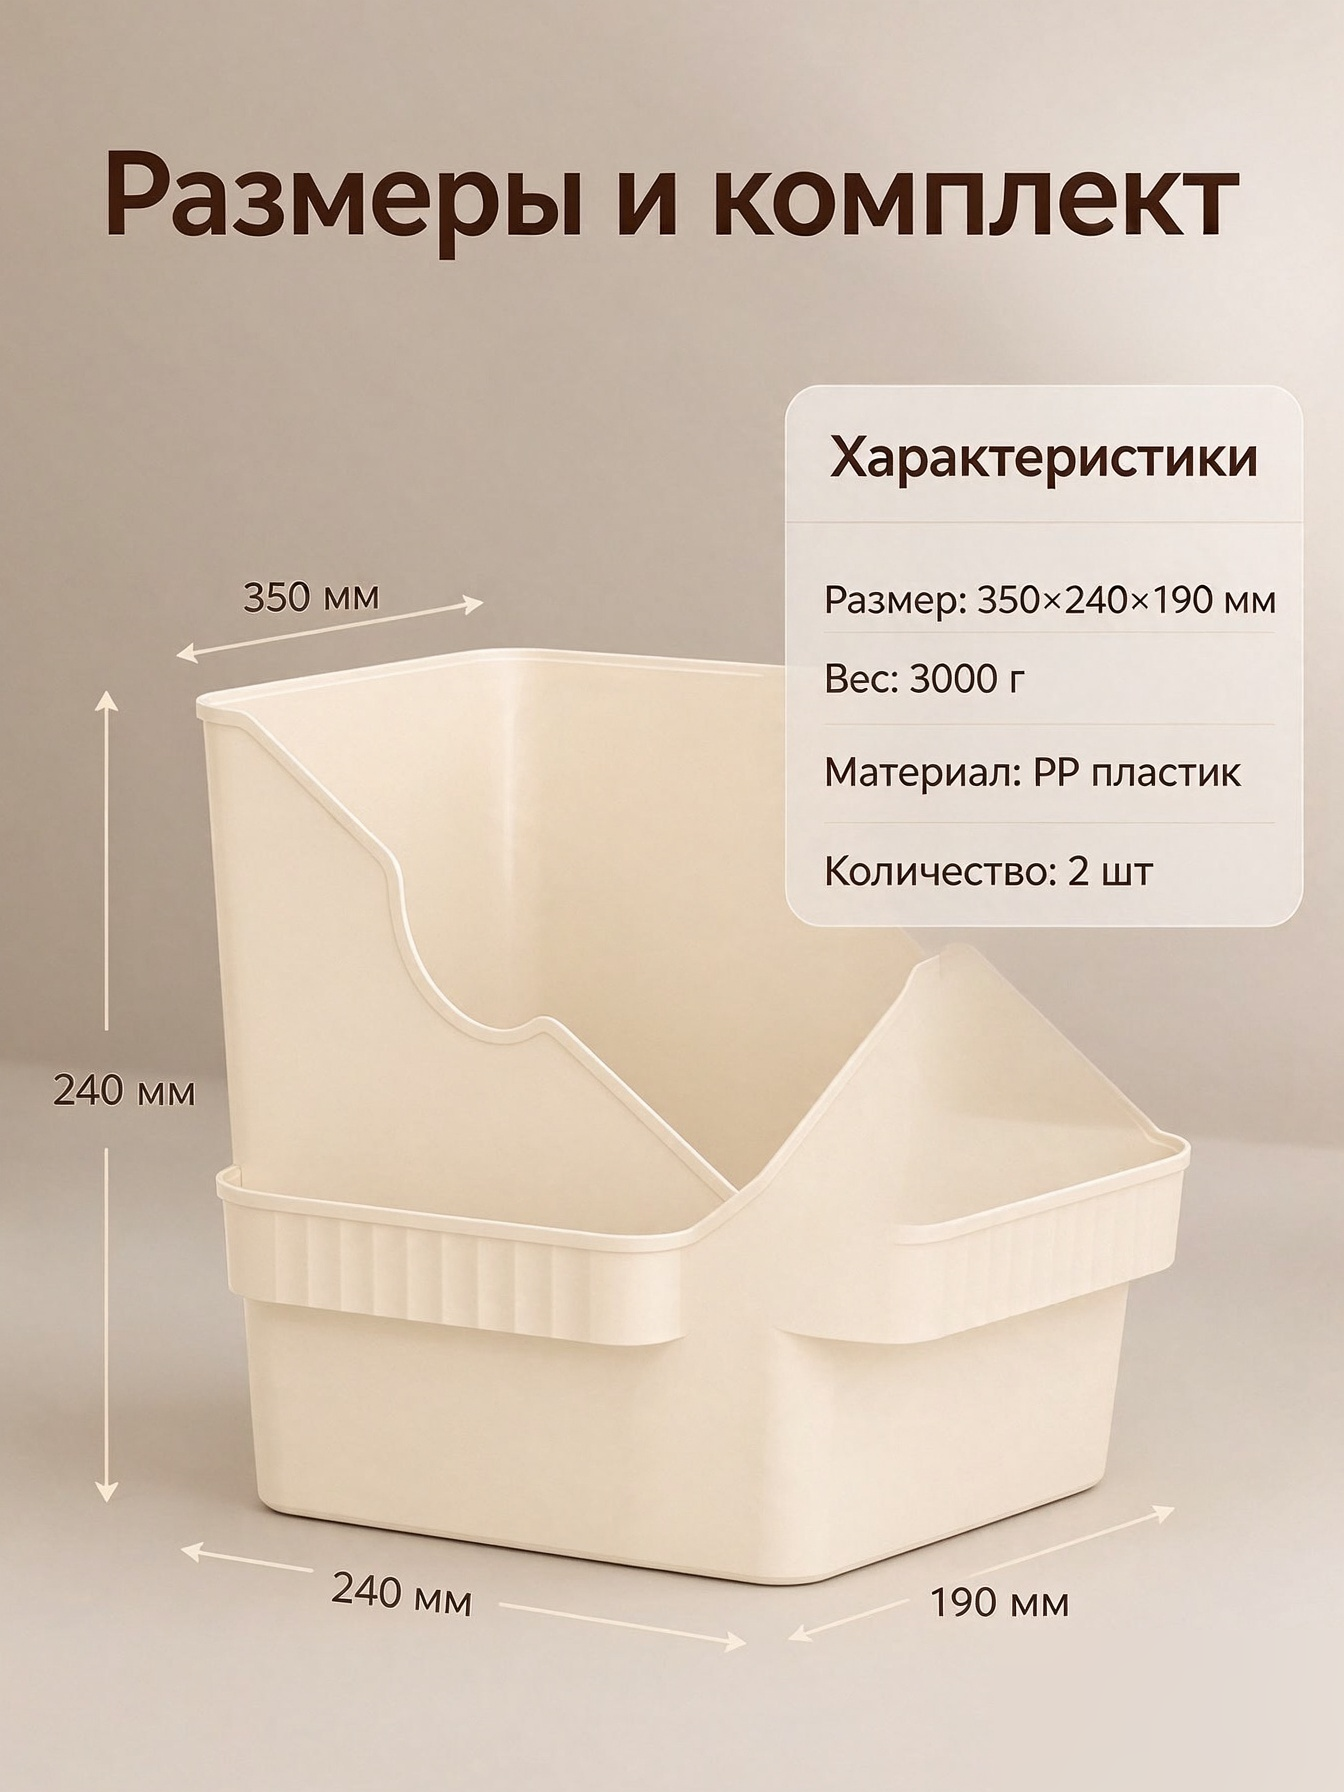 Размеры и комплект
Характеристики
Размер: 350×240×190 мм
Вес: 3000 г
Материал: PP пластик
Количество: 2 шт
350 мм
240 мм
240 мм
190 мм